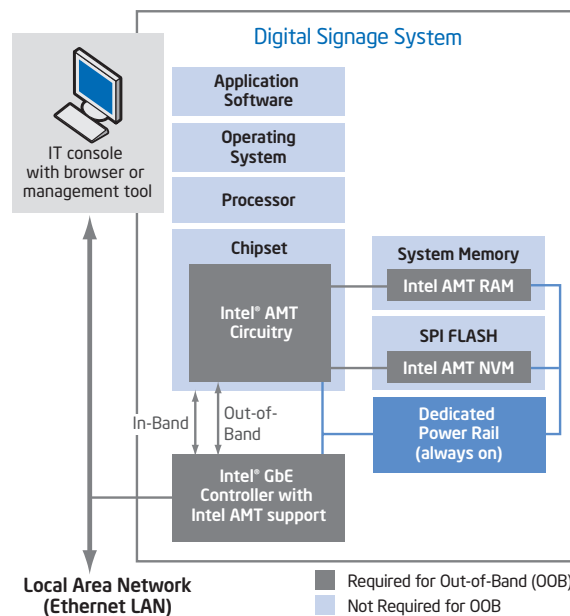 Digital Signage System
IT console
with browser or
management tool
Application
Software
Operating
System
Processor
Chipset
Intel® AMT
Circuitry
System Memory
Intel AMT RAM
SPI FLASH
Intel AMT NVM
Dedicated
Power Rail
(always on)
In-Band
Out-of-
Band
Intel® GbE
Controller with
Intel AMT support
Local Area Network
(Ethernet LAN)
Required for Out-of-Band (OOB)
Not Required for OOB